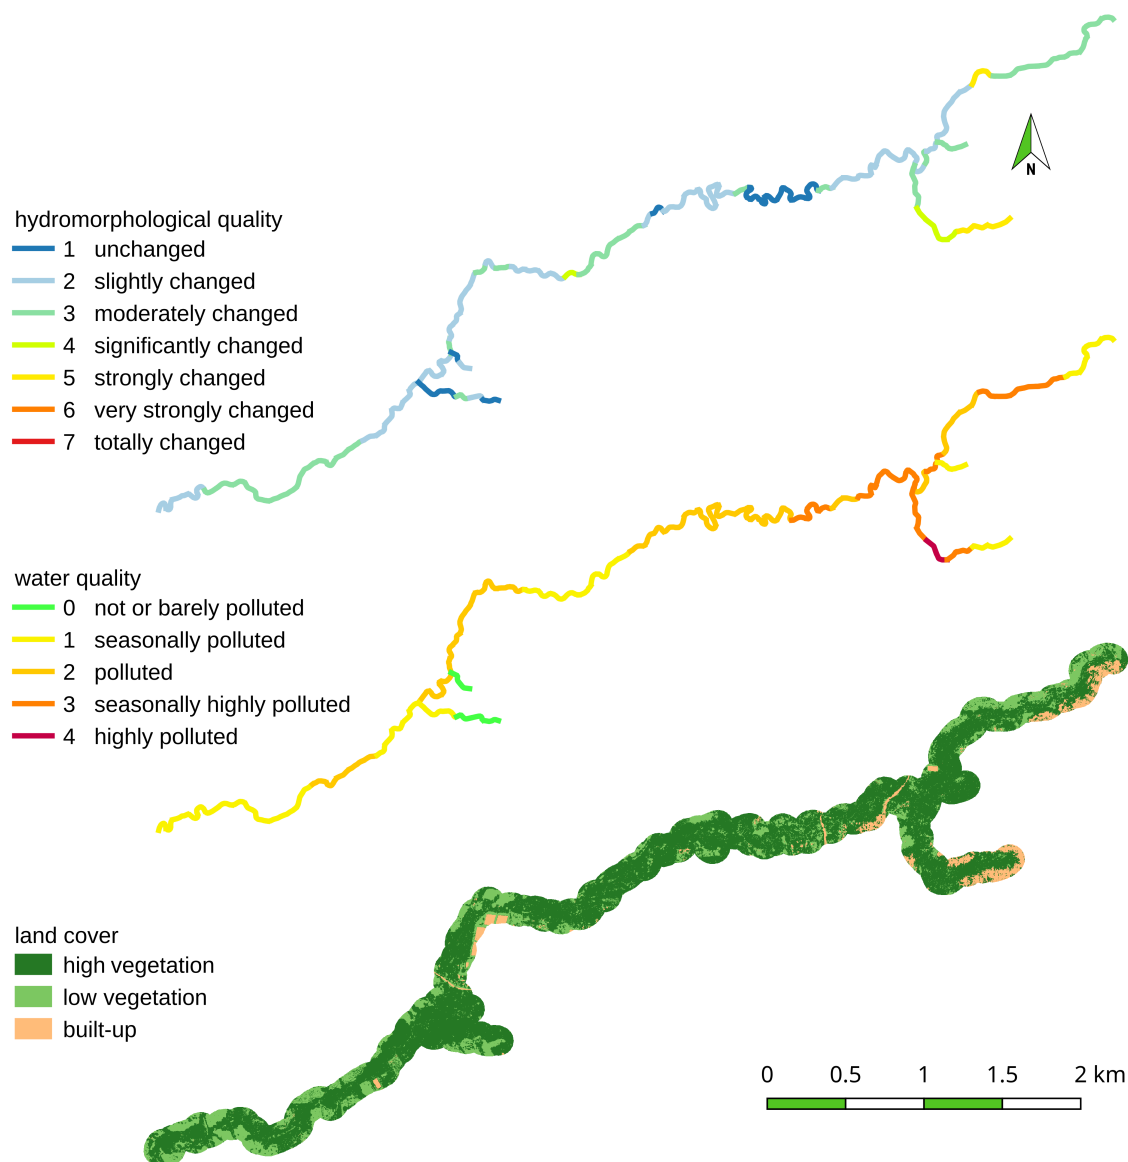 N
hydromorphological quality
1 unchanged
2 slightly changed
3 moderately changed
4 significantly changed
5 strongly changed
6 very strongly changed
7 totally changed
water quality
0 not or barely polluted
1 seasonally polluted
2 polluted
3 seasonally highly polluted
4 highly polluted
land cover
high vegetation
low vegetation
built-up
0 0.5 1 1.5 2 km